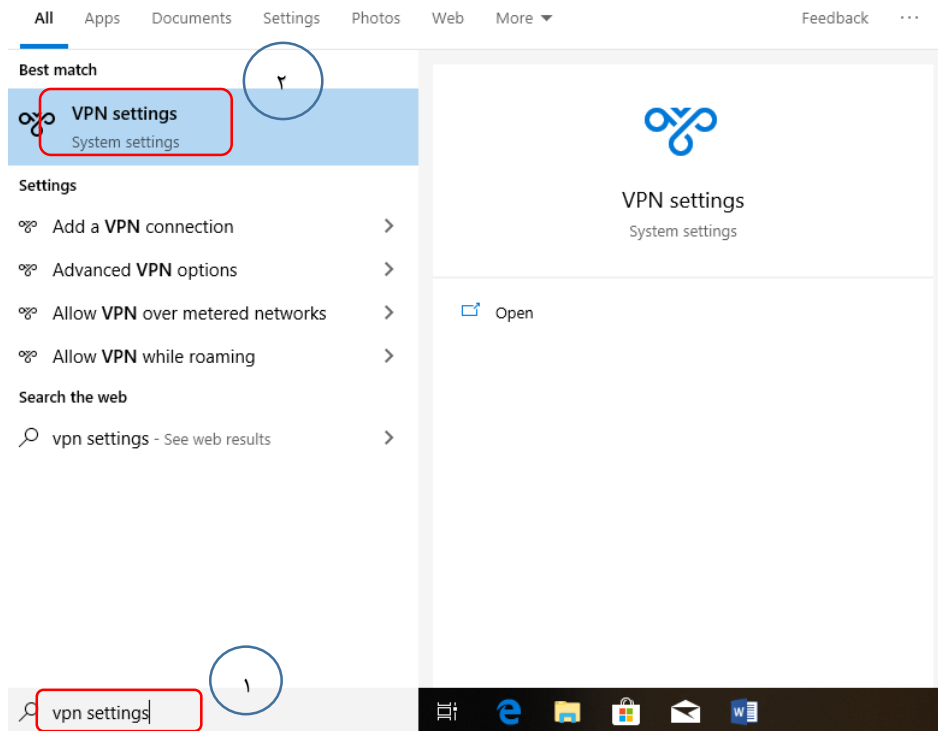 All Apps Documents Settings Photos Web More Feedback ...
Best match
۲
VPN settings
System settings
Settings
Add a VPN connection
Advanced VPN options
Allow VPN over metered networks
Allow VPN while roaming
Search the web
vpn settings - See web results
VPN settings
System settings
Open
۱
vpn settings